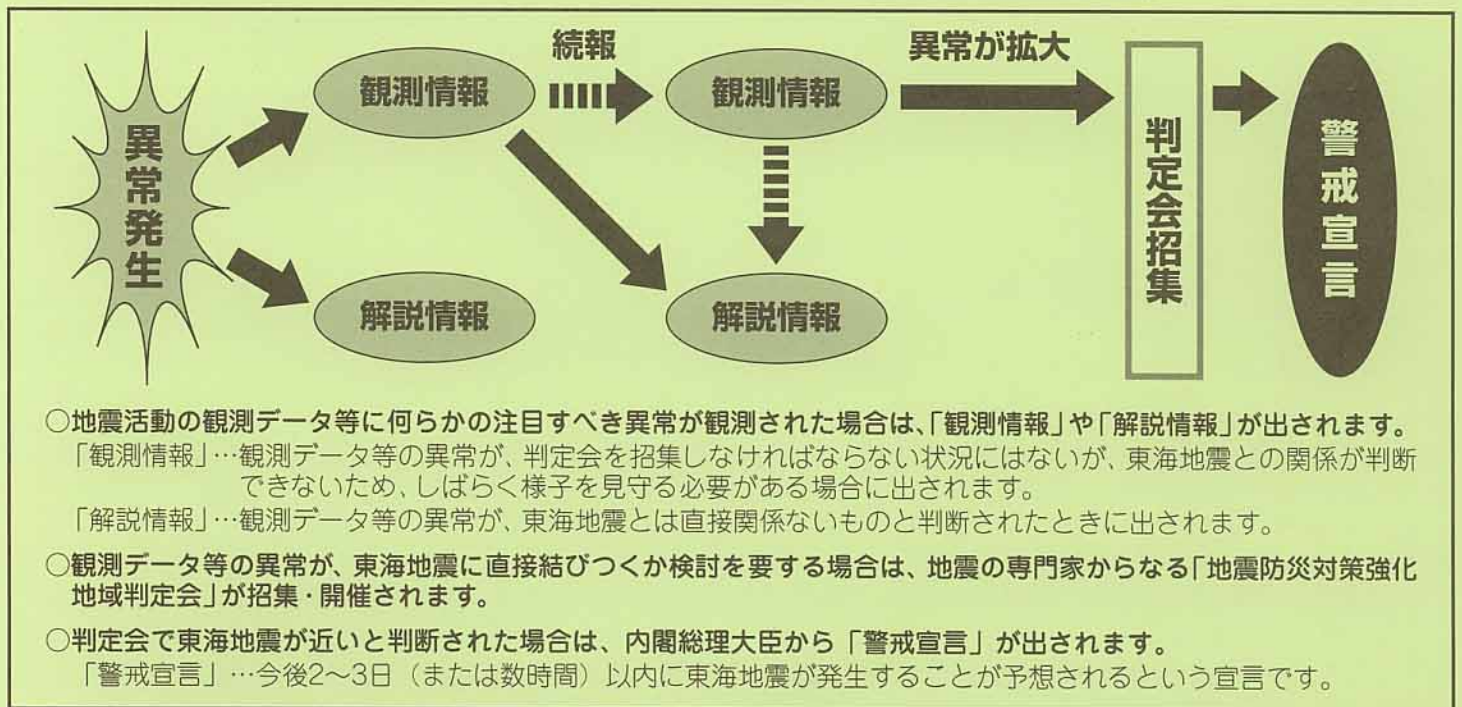 異常発生
観測情報
続報
観測情報
異常が拡大
解説情報
解説情報
判定会招集
警戒宣言
○地震活動の観測データ等に何らかの注目すべき異常が観測された場合は、「観測情報」や「解説情報」が出されます。
「観測情報」…観測データ等の異常が、判定会を招集しなければならない状況にはないが、東海地震との関係が判断
できないため、しばらく様子を見守る必要がある場合に出されます。
「解説情報」…観測データ等の異常が、東海地震とは直接関係ないものと判断されたときに出されます。
○観測データ等の異常が、東海地震に直接結びつくか検討を要する場合は、地震の専門家からなる「地震防災対策強化
地域判定会」が招集・開催されます。
○判定会で東海地震が近いと判断された場合は、内閣総理大臣から「警戒宣言」が出されます。
「警戒宣言」…今後2〜3日（または数時間）以内に東海地震が発生することが予想されるという宣言です。